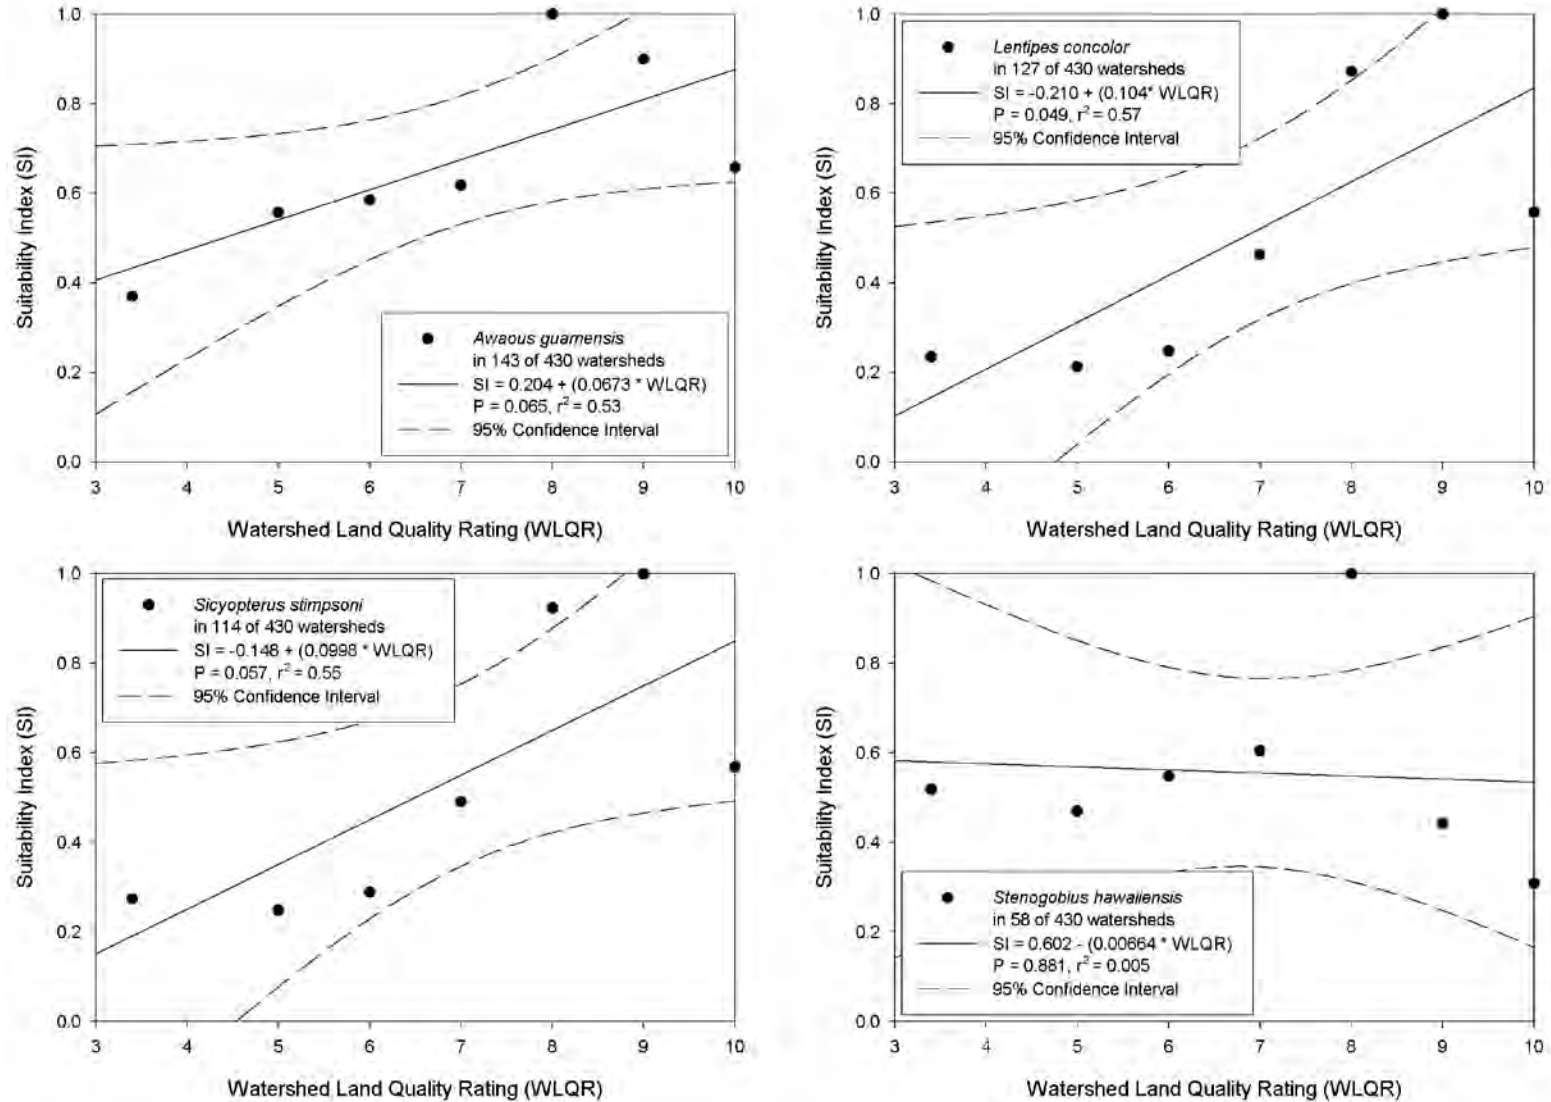 1.0
0.8
0.6
0.4
0.2
0.0
Suitability Index (SI)
Awaous guamensis
in 143 of 430 watersheds
SI = 0.204 + (0.0673 * WLQR)
P = 0.065, r² = 0.53
95% Confidence Interval
3 4 5 6 7 8 9 10
Watershed Land Quality Rating (WLQR)
1.0
0.8
0.6
0.4
0.2
0.0
Suitability Index (SI)
Lentipes concolor
in 127 of 430 watersheds
SI = -0.210 + (0.104* WLQR)
P = 0.049, r² = 0.57
95% Confidence Interval
3 4 5 6 7 8 9 10
Watershed Land Quality Rating (WLQR)
1.0
0.8
0.6
0.4
0.2
0.0
Suitability Index (SI)
Sicyopterus stimpsoni
in 114 of 430 watersheds
SI = -0.148 + (0.0998 * WLQR)
P = 0.057, r² = 0.55
95% Confidence Interval
3 4 5 6 7 8 9 10
Watershed Land Quality Rating (WLQR)
1.0
0.8
0.6
0.4
0.2
0.0
Suitability Index (SI)
Stenogobius hawaiiensis
in 58 of 430 watersheds
SI = 0.602 - (0.00664 * WLQR)
P = 0.881, r² = 0.005
95% Confidence Interval
3 4 5 6 7 8 9 10
Watershed Land Quality Rating (WLQR)